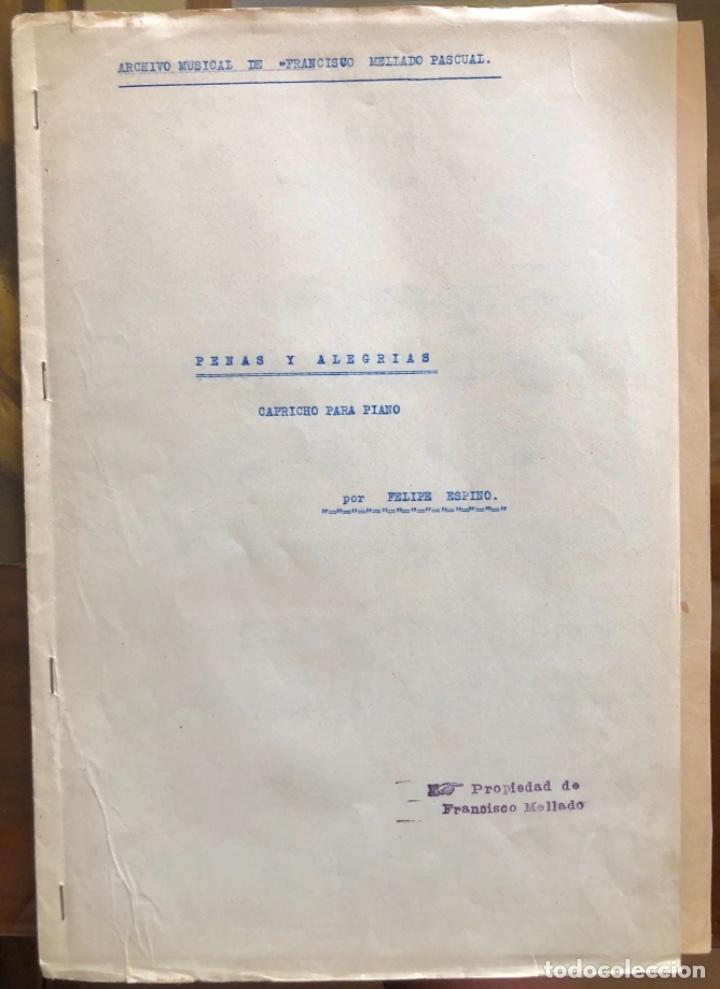 ARCHIVO MUSICAL DE "FRANCISCO MELLADO PASCUAL.
PENAS Y ALEGRIAS
CAPRICHO PARA PIANO
por FELIPE ESPINO.
"="="="="="="="="="="="="="
Propiedad de
Francisco Mellado
todocoleccion